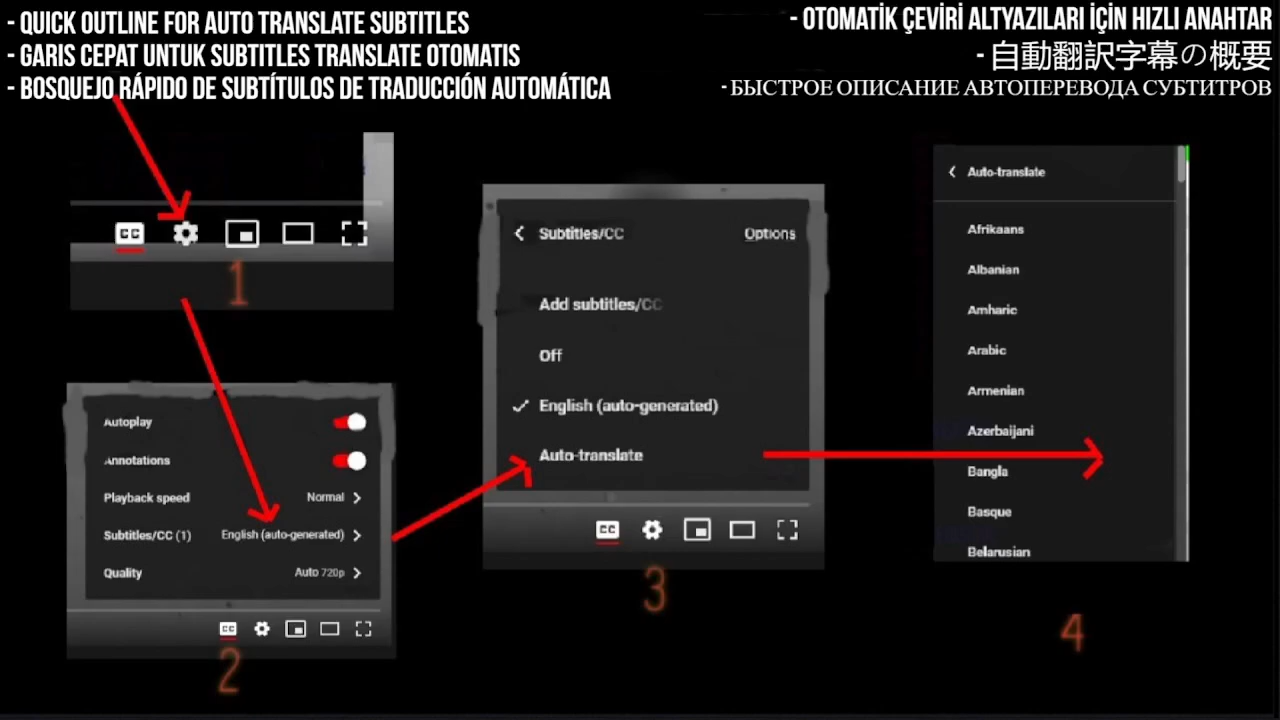 - QUICK OUTLINE FOR AUTO TRANSLATE SUBTITLES
- GARIS CEPAT UNTUK SUBTITLES TRANSLATE OTOMATIS
- BOSQUEJO RÁPIDO DE SUBTÍTULOS DE TRADUCCIÓN AUTOMÁTICA
- OTOMATİK ÇEVİRİ ALTYAZILARI İÇİN HIZLI ANAHTAR
- 自動翻訳字幕の概要
- БЫСТРОЕ ОПИСАНИЕ АВТОПЕРЕВОДА СУБТИТРОВ
CC
1
Autoplay
Annotations
Playback speed Normal
Subtitles/CC (1) English (auto-generated)
Quality Auto 720p
CC
2
Subtitles/CC Options
Add subtitles/CC
Off
English (auto-generated)
Auto-translate
CC
3
Auto-translate
Afrikaans
Albanian
Amharic
Arabic
Armenian
Azerbaijani
Bangla
Basque
Belarusian
4